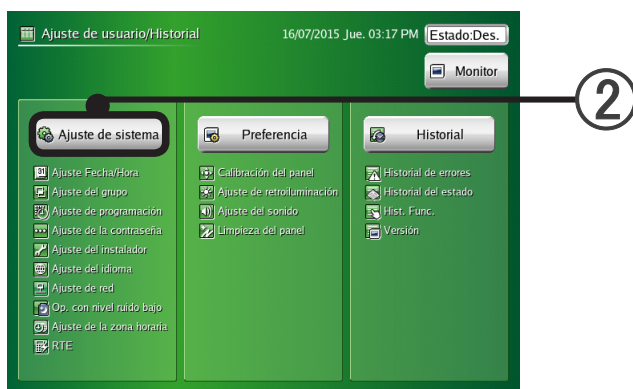 Ajuste de usuario/Historial
16/07/2015 Jue. 03:17 PM
Estado:Des.
Monitor
2
Ajuste de sistema
Ajuste Fecha/Hora
Ajuste del grupo
Ajuste de programación
Ajuste de la contraseña
Ajuste del instalador
Ajuste del idioma
Ajuste de red
Op. con nivel ruido bajo
Ajuste de la zona horaria
RTE
Preferencia
Calibración del panel
Ajuste de retroiluminación
Ajuste del sonido
Limpieza del panel
Historial
Historial de errores
Historial del estado
Hist. Func.
Versión